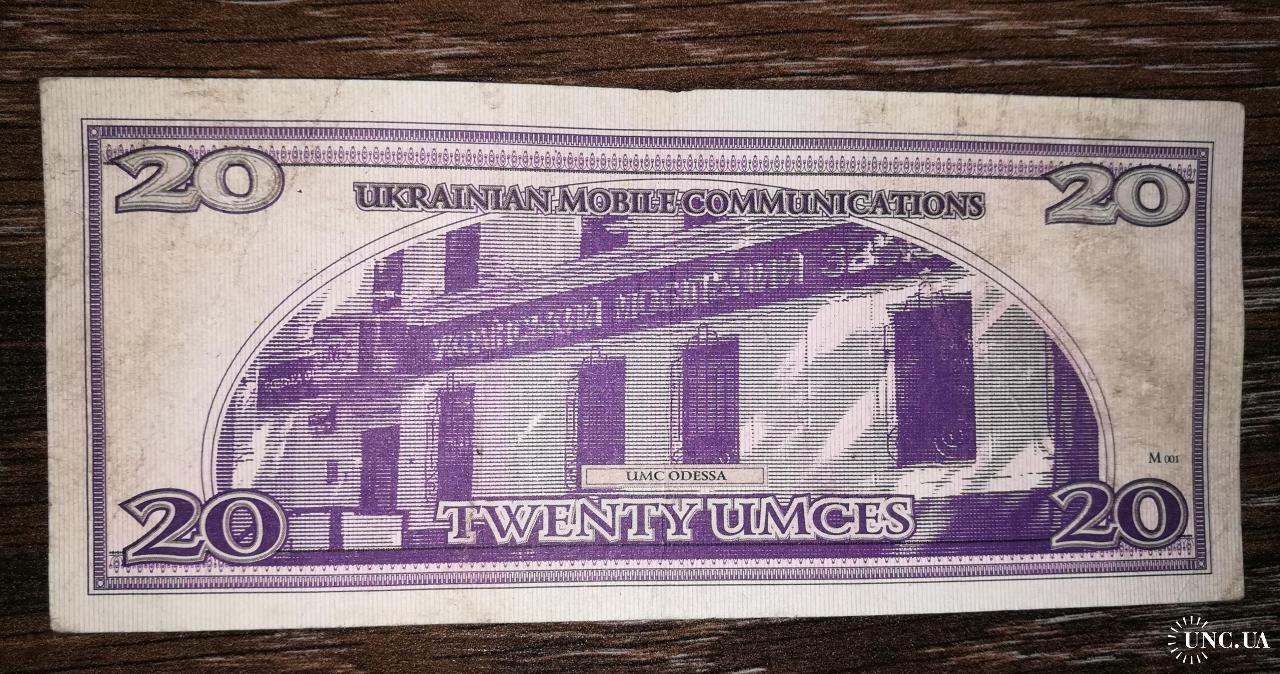 20
20
UKRAINIAN MOBILE COMMUNICATIONS
UMC ODESSA
M 001
TWENTY UMCES
20
20
UNC.UA